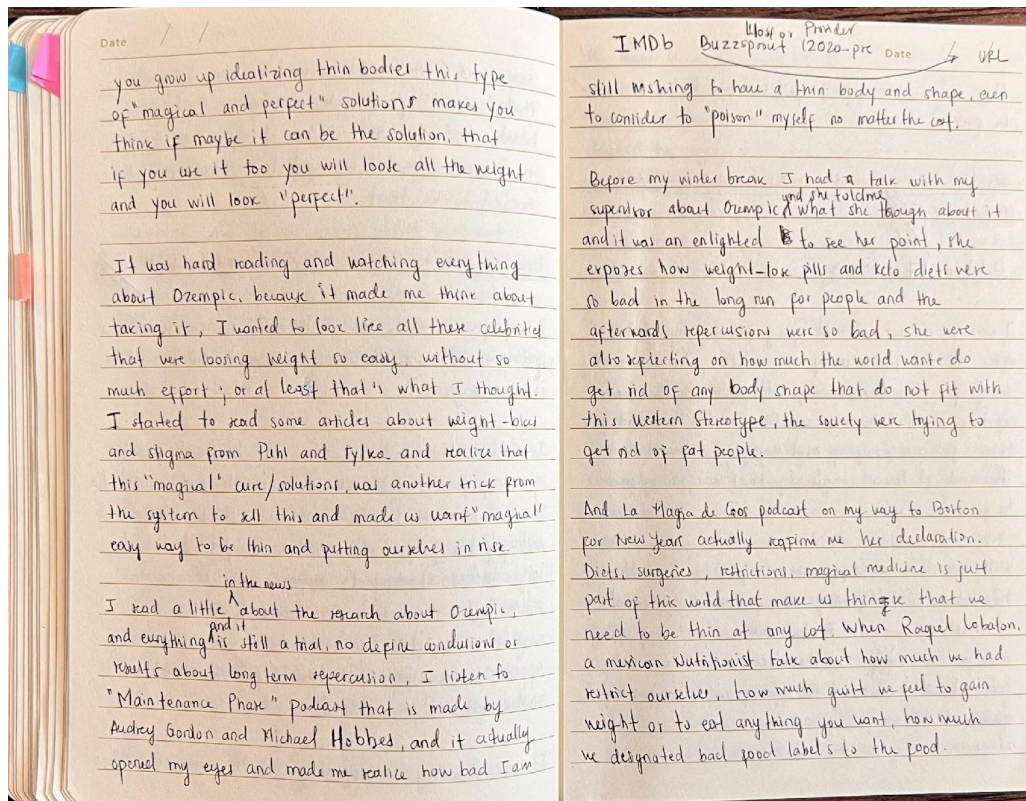 Date / /
you grow up idealizing thin bodies this type
of "magical and perfect" solutions makes you
think if maybe it can be the solution, that
if you use it too you will loose all the weight
and you will look "perfect".
It was hard reading and watching everything
about Ozempic, because it made me think about
taking it, I wanted to look like all these celebrities
that were loosing weight so easy, without so
much effort; or at least that's what I thought.
I started to read some articles about weight-bias
and stigma from Puhl and Tylka and realize that
this "magical" cure/solutions, was another trick from
the system to sell this and made us want "magical"
easy way to be thin and putting ourselves in risk.
in the news
I read a little about the research about Ozempic,
and it
and everything is still a trial, no define conclutions or
results about long term repercusion, I listen to
"Maintenance Phase" podcast that is made by
Audrey Gordon and Michael Hobbes, and it actually
opened my eyes and made me realice how bad I am
Host or Provider
IMDb Buzzsprout (2020-pre Date URL
still wishing to have a thin body and shape, even
to consider to "poison" myself no matter the cost.
Before my winter break I had a talk with my
and she told me
supervisor about Ozempic what she though about it
and it was an enlighted to see her point, she
exposes how weight-lose pills and keto diets were
so bad in the long run for people and the
afterwards repercusions were so bad, she were
also reflecting on how much the world wante do
get rid of any body shape that do not fit with
this Western Stereotype, the society were trying to
get rid of fat people.
And La Magia de Caos podcast on my way to Boston
for New Years actually reafirm me her declaration.
Diets, surgeries, restrictions, magical medicine is just
part of this world that make us think that we
need to be thin at any cost. When Raquel Lobaton,
a mexican Nutritionist talk about how much we had
restrict ourselves, how much guilt we feel to gain
weight or to eat anything you want, how much
we designated bad good labels to the food.